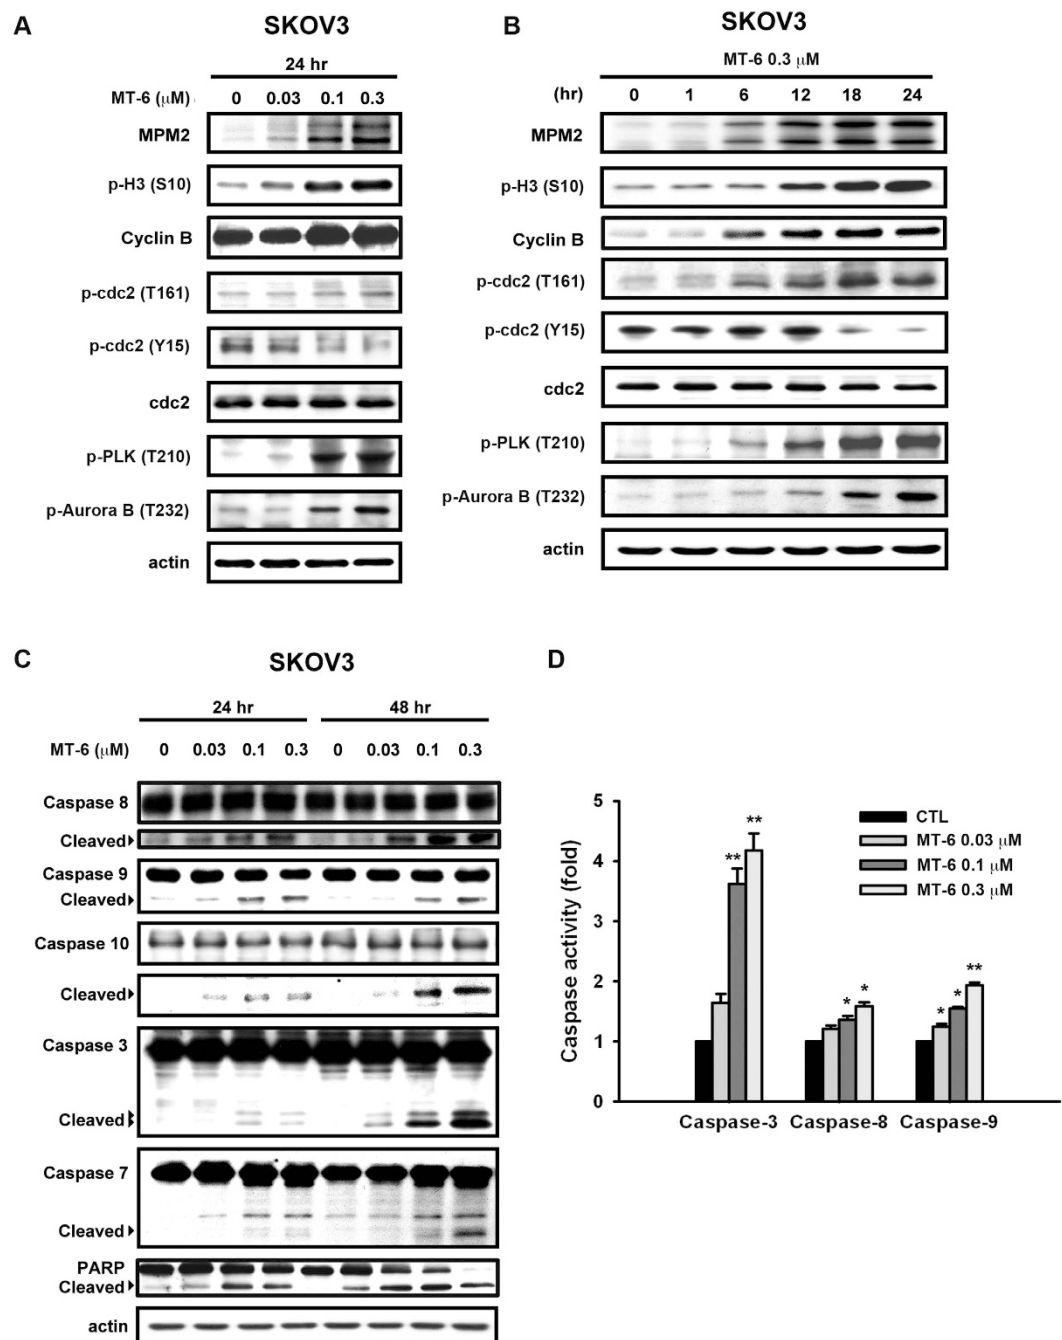 A
SKOV3
24 hr
MT-6 (μM) 0 0.03 0.1 0.3
MPM2
p-H3 (S10)
Cyclin B
p-cdc2 (T161)
p-cdc2 (Y15)
cdc2
p-PLK (T210)
p-Aurora B (T232)
actin
B
SKOV3
MT-6 0.3 μM
(hr) 0 1 6 12 18 24
MPM2
p-H3 (S10)
Cyclin B
p-cdc2 (T161)
p-cdc2 (Y15)
cdc2
p-PLK (T210)
p-Aurora B (T232)
actin
C
SKOV3
24 hr 48 hr
MT-6 (μM) 0 0.03 0.1 0.3 0 0.03 0.1 0.3
Caspase 8
Cleaved
Caspase 9
Cleaved
Caspase 10
Cleaved
Caspase 3
Cleaved
Caspase 7
Cleaved
PARP
Cleaved
actin
D
Caspase activity (fold)
5
4
3
2
1
0
** **
* *
* * **
CTL
MT-6 0.03 μM
MT-6 0.1 μM
MT-6 0.3 μM
Caspase-3 Caspase-8 Caspase-9